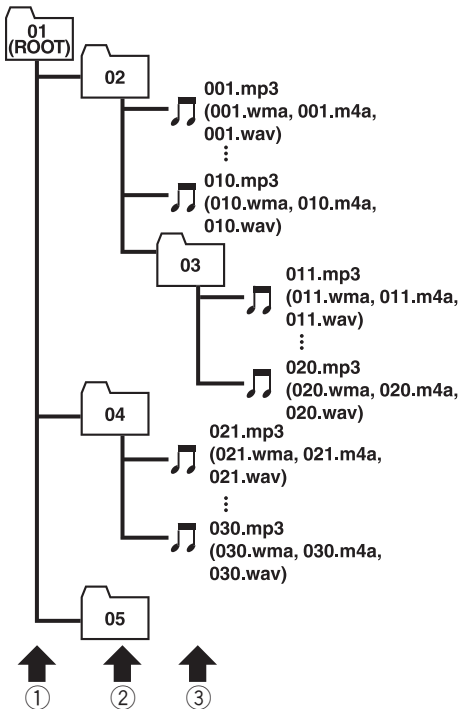 01
(ROOT)
02
001.mp3
(001.wma, 001.m4a,
001.wav)
010.mp3
(010.wma, 010.m4a,
010.wav)
03
011.mp3
(011.wma, 011.m4a,
011.wav)
020.mp3
(020.wma, 020.m4a,
020.wav)
04
021.mp3
(021.wma, 021.m4a,
021.wav)
030.mp3
(030.wma, 030.m4a,
030.wav)
05
① ② ③